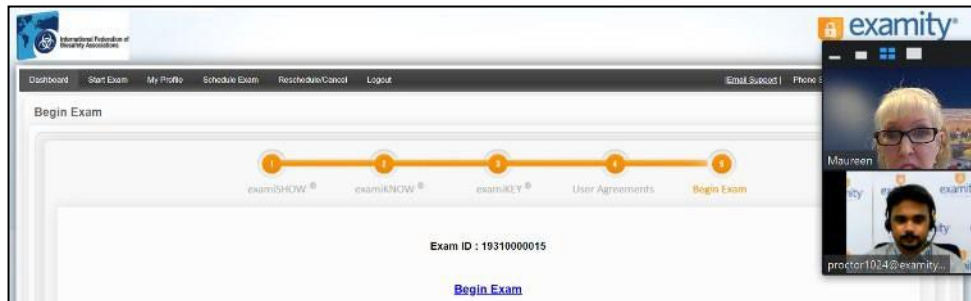 International Federation of
Biosafety Associations
examity®
Dashboard Start Exam My Profile Schedule Exam Reschedule/Cancel Logout |Email Support| Phone S
Begin Exam
Maureen
1 2 3 4 5
examiSHOW ® examiKNOW ® examiKEY ® User Agreements Begin Exam
Exam ID : 19310000015
proctor1024@examity...
Begin Exam